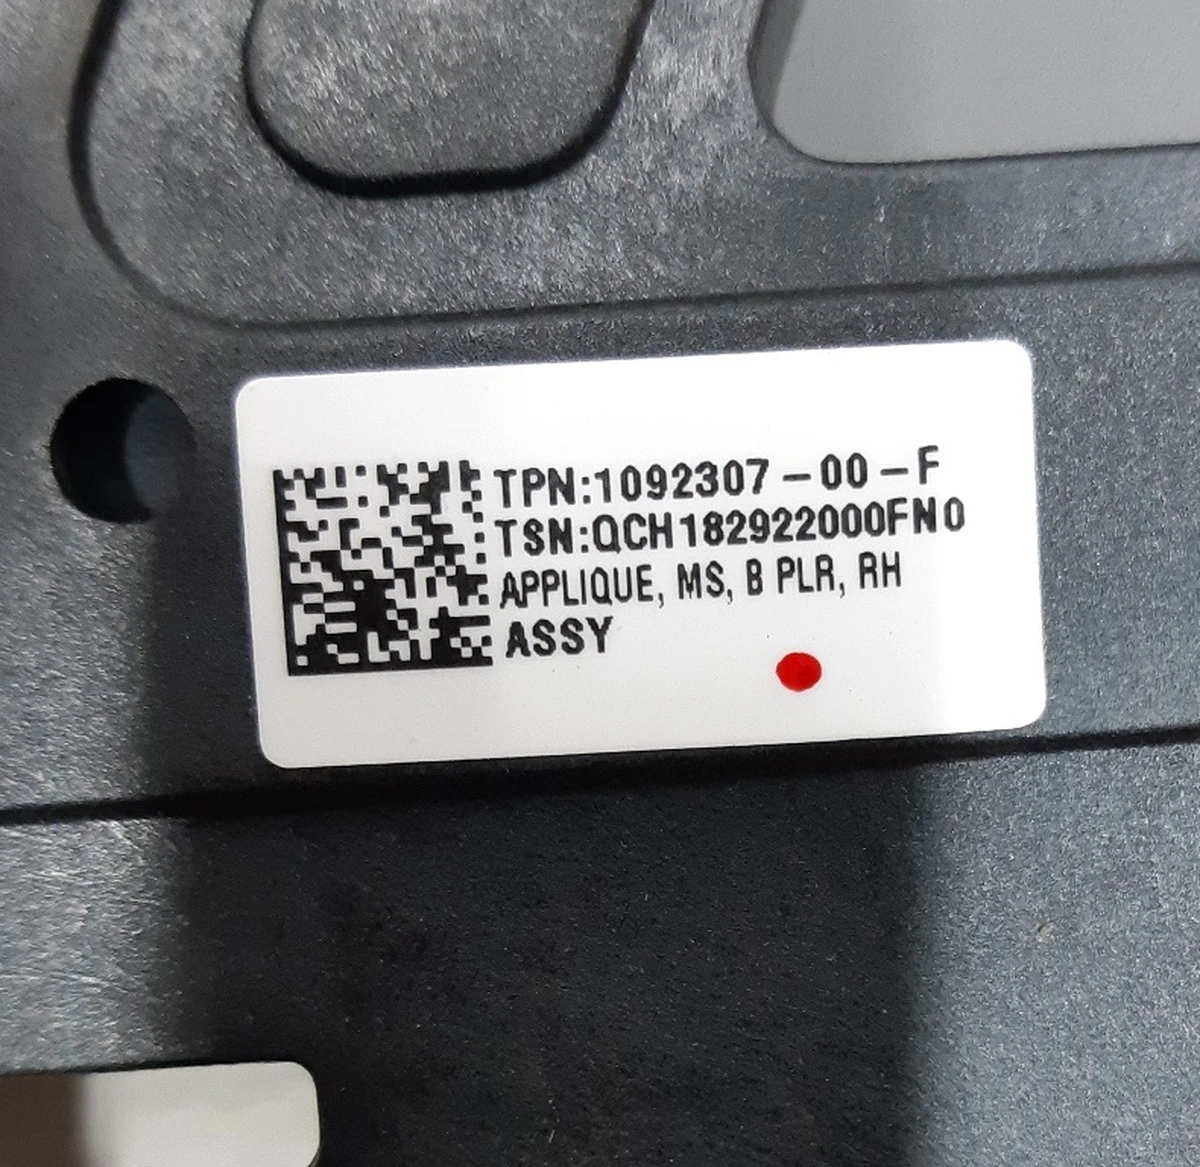 TPN:1092307-00-F
TSN:QCH182922000FN0
APPLIQUE, MS, B PLR, RH
ASSY